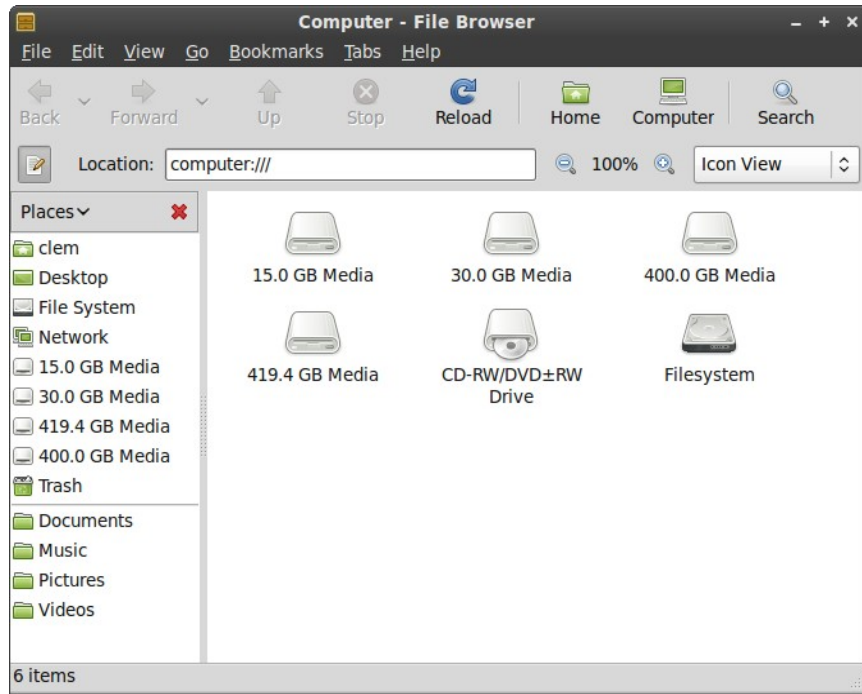 Computer - File Browser
File Edit View Go Bookmarks Tabs Help
Back Forward Up Stop Reload Home Computer Search
Location: computer:/// 100% Icon View
Places
clem
Desktop
File System
Network
15.0 GB Media
30.0 GB Media
419.4 GB Media
400.0 GB Media
Trash
Documents
Music
Pictures
Videos
15.0 GB Media 30.0 GB Media 400.0 GB Media
419.4 GB Media CD-RW/DVD±RW Filesystem
Drive
6 items